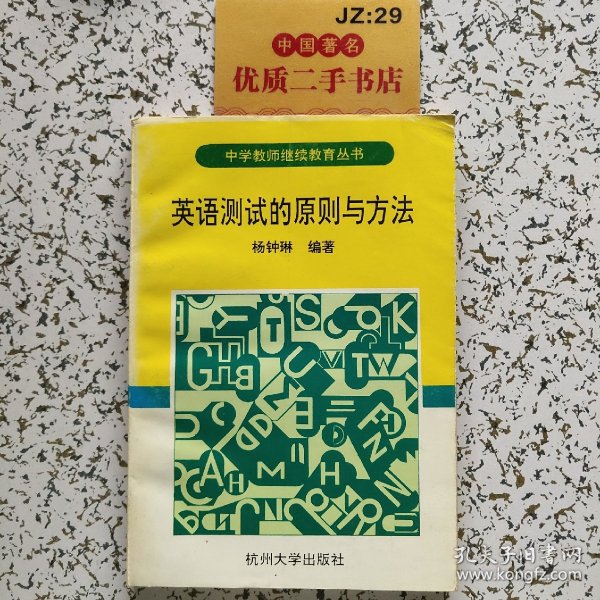 JZ:29
中国著名
优质二手书店
中学教师继续教育丛书
英语测试的原则与方法
杨钟琳 编著
杭州大学出版社
孔夫子旧书网
www.kongfz.com